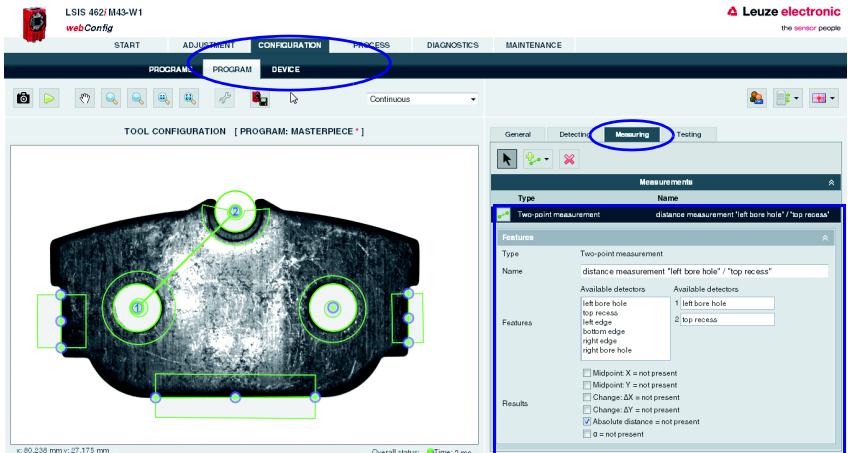 LSIS 462i M43-W1
webConfig
Leuze electronic
the sensor people
START ADJUSTMENT CONFIGURATION PROCESS DIAGNOSTICS MAINTENANCE
PROGRAMS PROGRAM DEVICE
Continuous
TOOL CONFIGURATION [ PROGRAM: MASTERPIECE * ]
General Detecting Measuring Testing
Measurements
Type Name
Two-point measurement distance measurement "left bore hole" / "top recess"
Features
Type Two-point measurement
Name distance measurement "left bore hole" / "top recess"
Available detectors Available detectors
Features
left bore hole
top recess
left edge
bottom edge
right edge
right bore hole
1 left bore hole
2 top recess
Results
Midpoint: X = not present
Midpoint: Y = not present
Change: ΔX = not present
Change: ΔY = not present
Absolute distance = not present
α = not present
2
1
x: 80.238 mm y: 27.175 mm
Overall status: Time: 2 ms